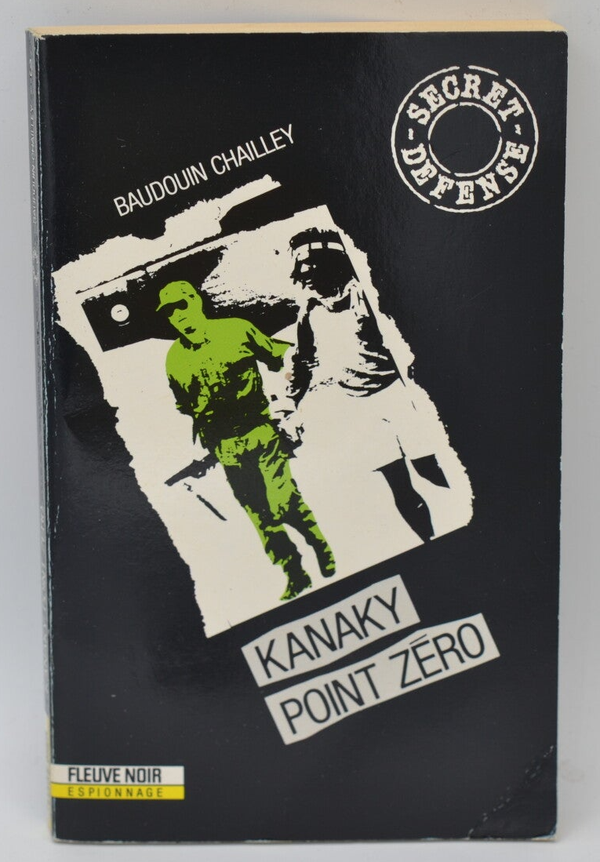 SECRET
DEFENSE
BAUDOUIN CHAILLEY
KANAKY
POINT ZÉRO
FLEUVE NOIR
ESPIONNAGE